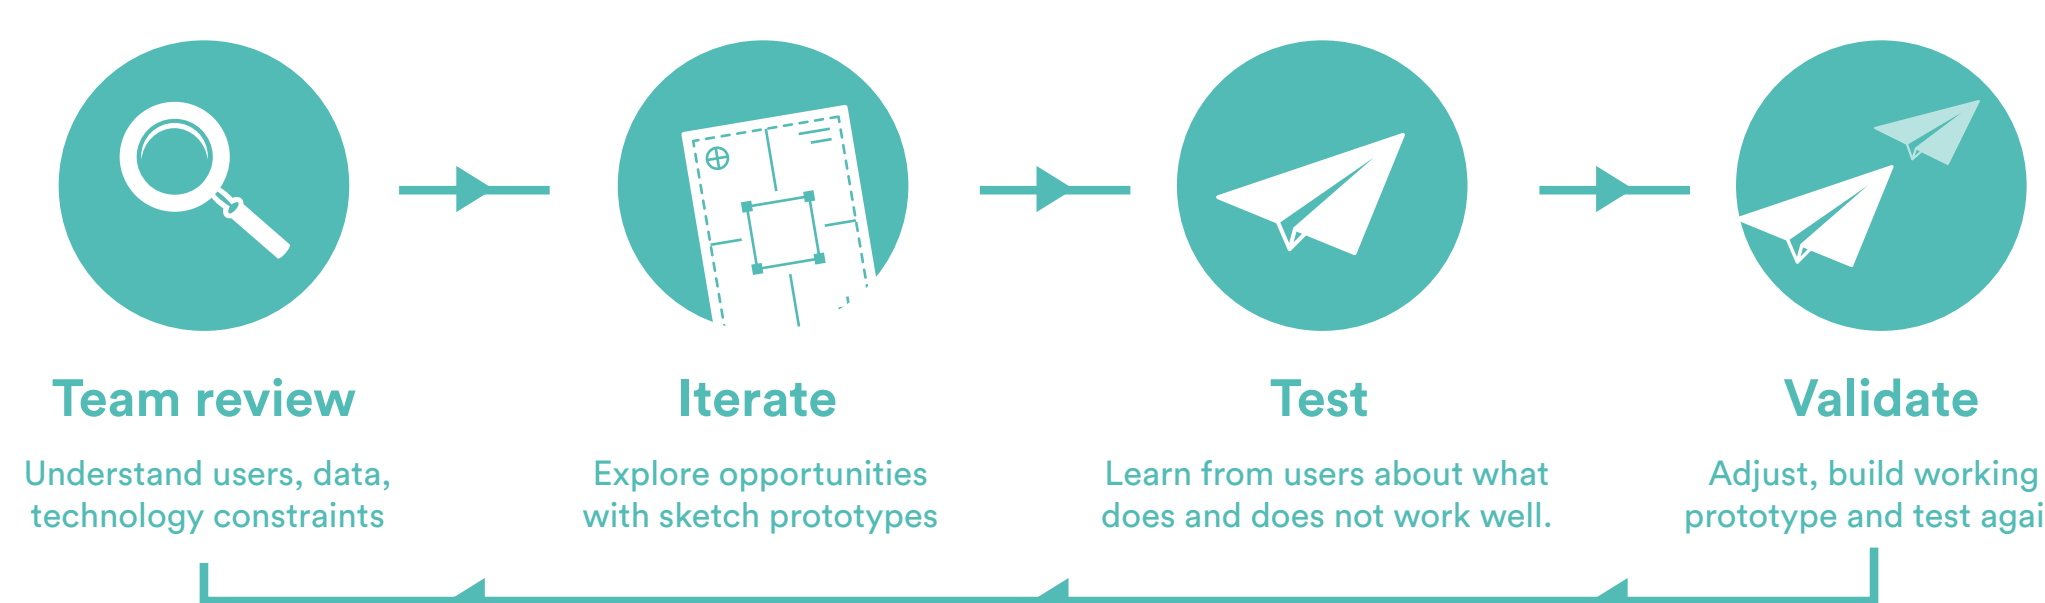 Team review
Understand users, data,
technology constraints
Iterate
Explore opportunities
with sketch prototypes
Test
Learn from users about what
does and does not work well.
Validate
Adjust, build working
prototype and test agai